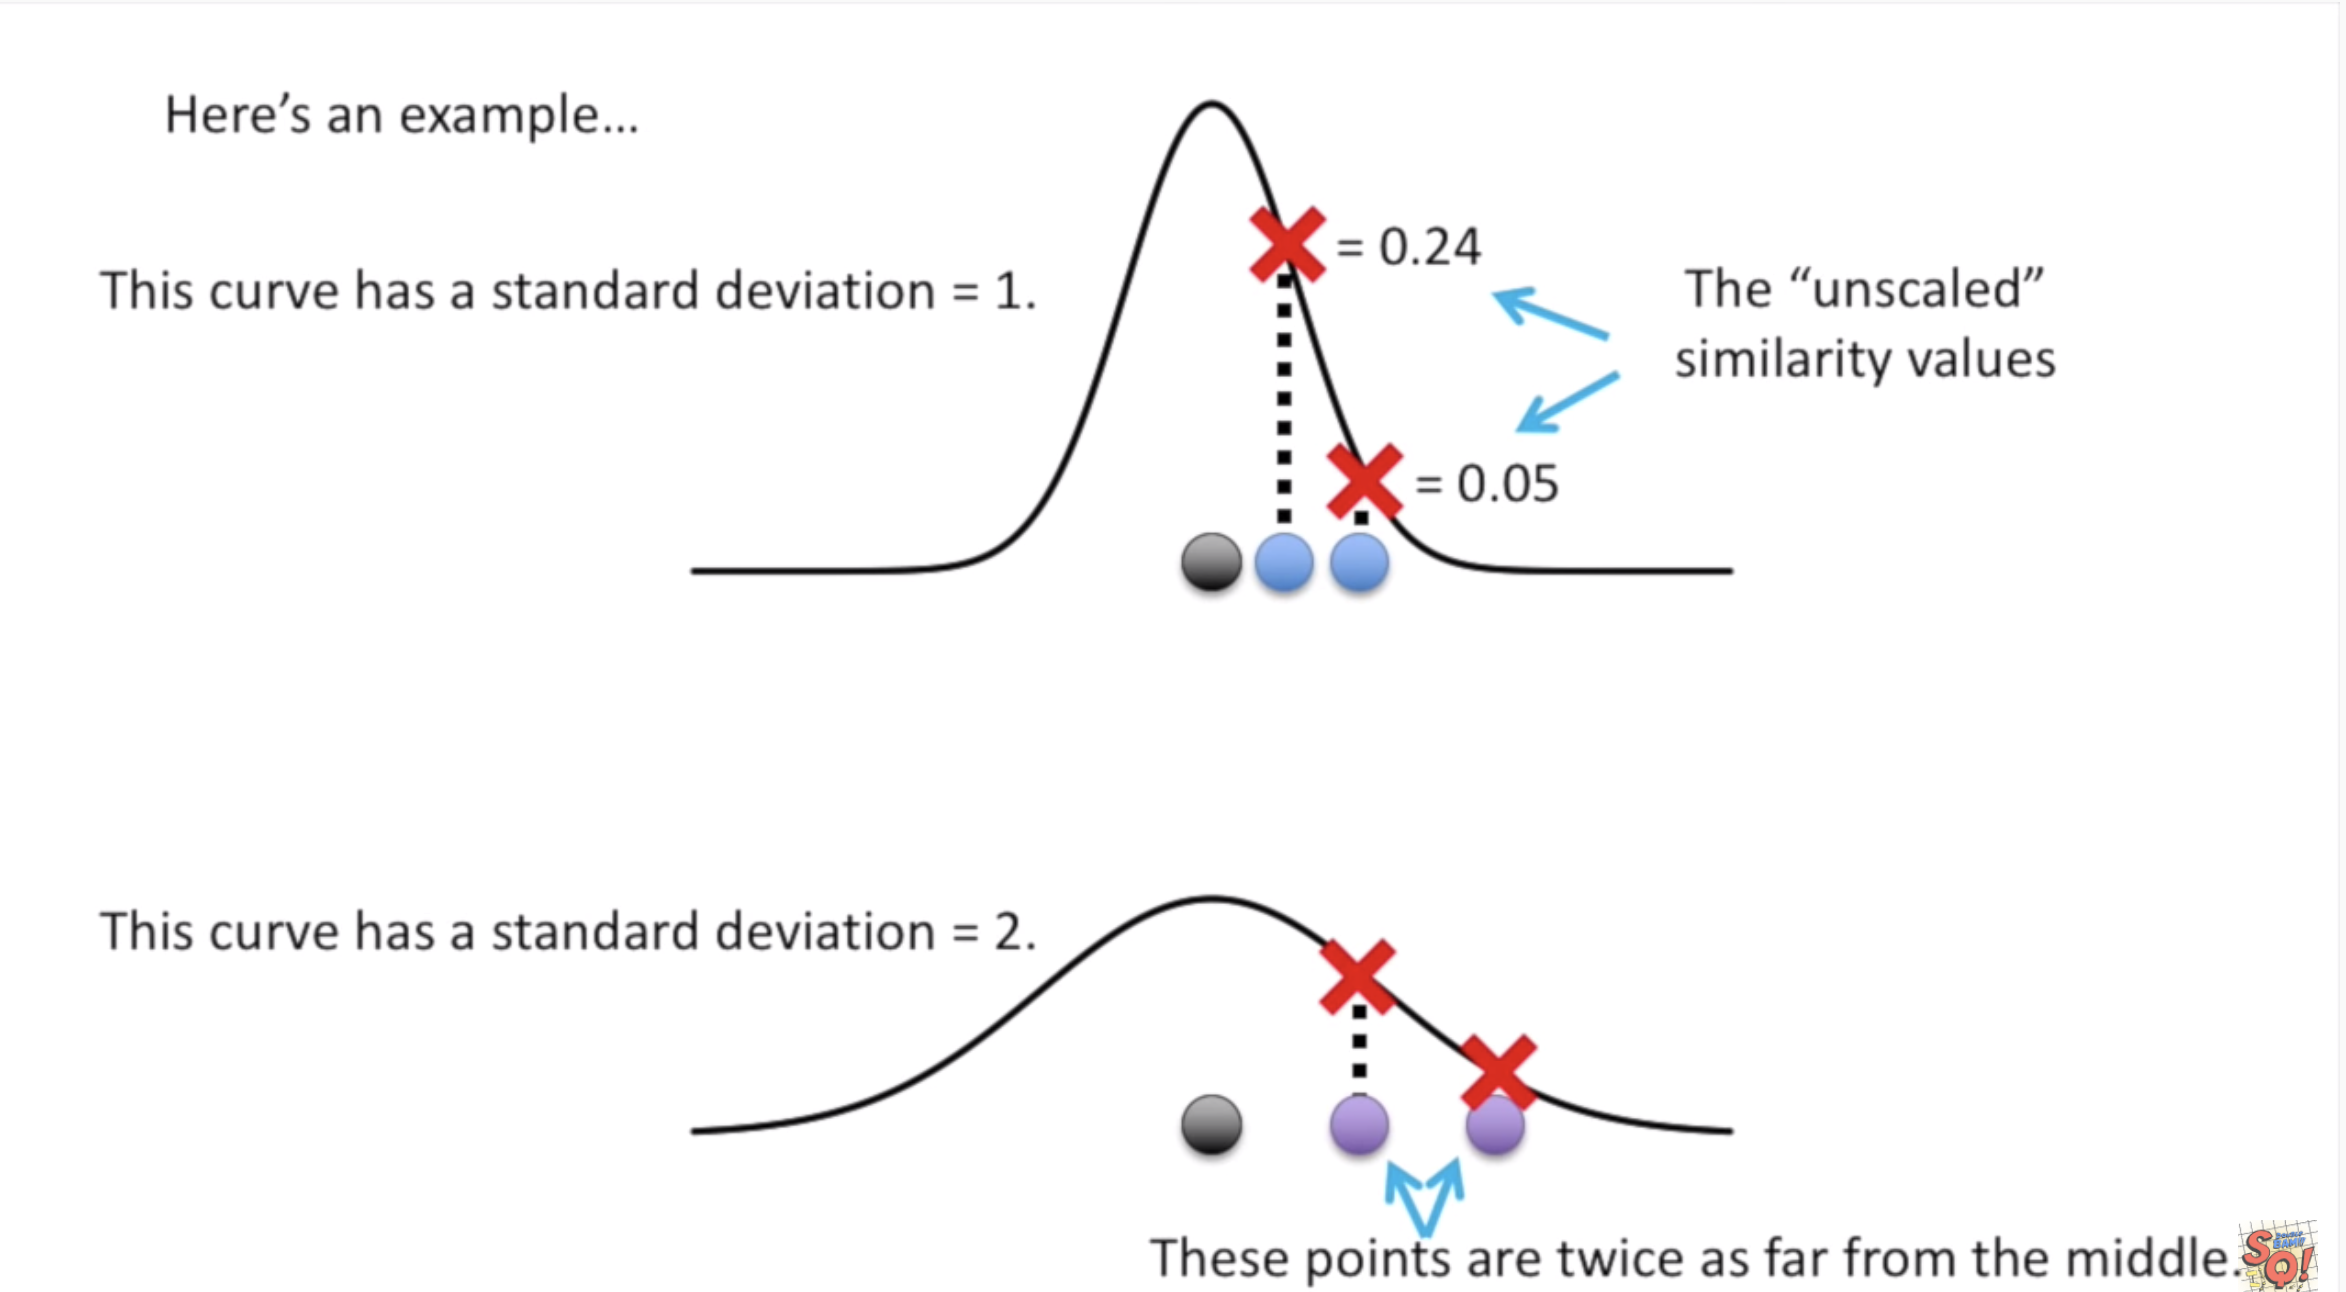 Here's an example...
This curve has a standard deviation = 1.
= 0.24
The “unscaled”
similarity values
= 0.05
This curve has a standard deviation = 2.
These points are twice as far from the middle.
SQ!